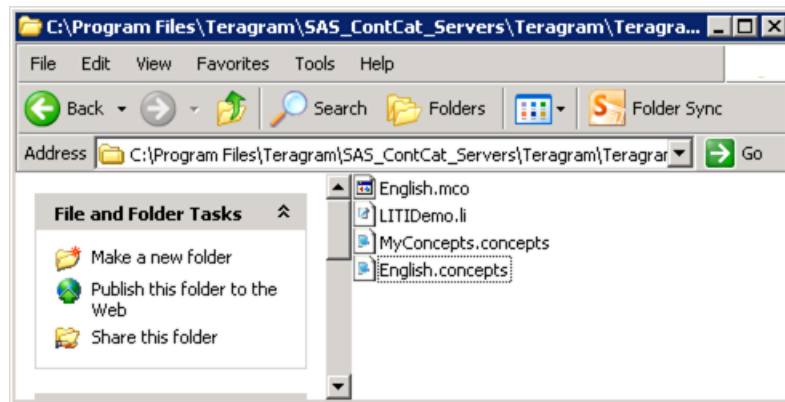 C:\Program Files\Teragram\SAS_ContCat_Servers\Teragram\Teragra...
File Edit View Favorites Tools Help
Back Search Folders Folder Sync
Address C:\Program Files\Teragram\SAS_ContCat_Servers\Teragram\Teragrar Go
File and Folder Tasks
Make a new folder
Publish this folder to the
Web
Share this folder
English.mco
LITIDemo.li
MyConcepts.concepts
English.concepts